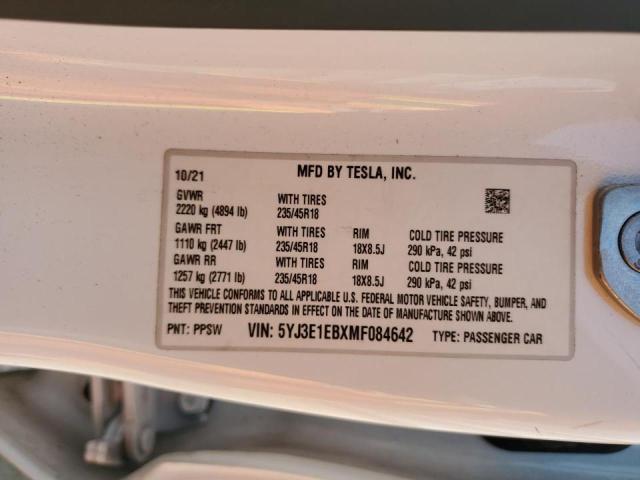 10/21 MFD BY TESLA, INC.
GVWR WITH TIRES
2220 kg (4894 lb) 235/45R18
GAWR FRT WITH TIRES RIM COLD TIRE PRESSURE
1110 kg (2447 lb) 235/45R18 18X8.5J 290 kPa, 42 psi
GAWR RR WITH TIRES RIM COLD TIRE PRESSURE
1257 kg (2771 lb) 235/45R18 18X8.5J 290 kPa, 42 psi
THIS VEHICLE CONFORMS TO ALL APPLICABLE U.S. FEDERAL MOTOR VEHICLE SAFETY, BUMPER, AND
THEFT PREVENTION STANDARDS IN EFFECT ON THE DATE OF MANUFACTURE SHOWN ABOVE.
PNT: PPSW VIN: 5YJ3E1EBXMF084642 TYPE: PASSENGER CAR